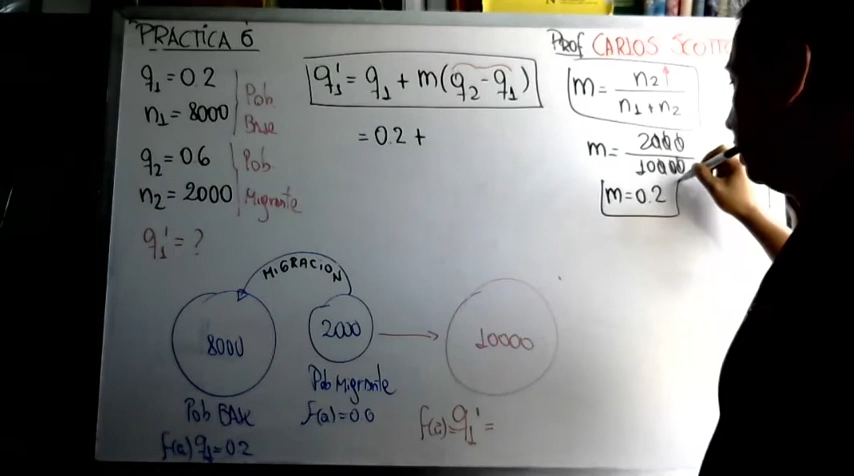 PRACTICA 6
Prof CARLOS SCOTT
q₁ = 0.2
n₁ = 8000
Pob. Base
q₂ = 0.6
n₂ = 2000
Pob. Migrante
q₁' = ?
q₁' = q₁ + m(q₂ - q₁)
= 0.2 +
m = n₂ / n₁ + n₂
m = 2000 / 10000
m = 0.2
MIGRACION
8000
2000
10000
Pob BASE
f(a) q₁ = 0.2
Pob Migrante
f(a) = 0.6
f(a) = q₁' =